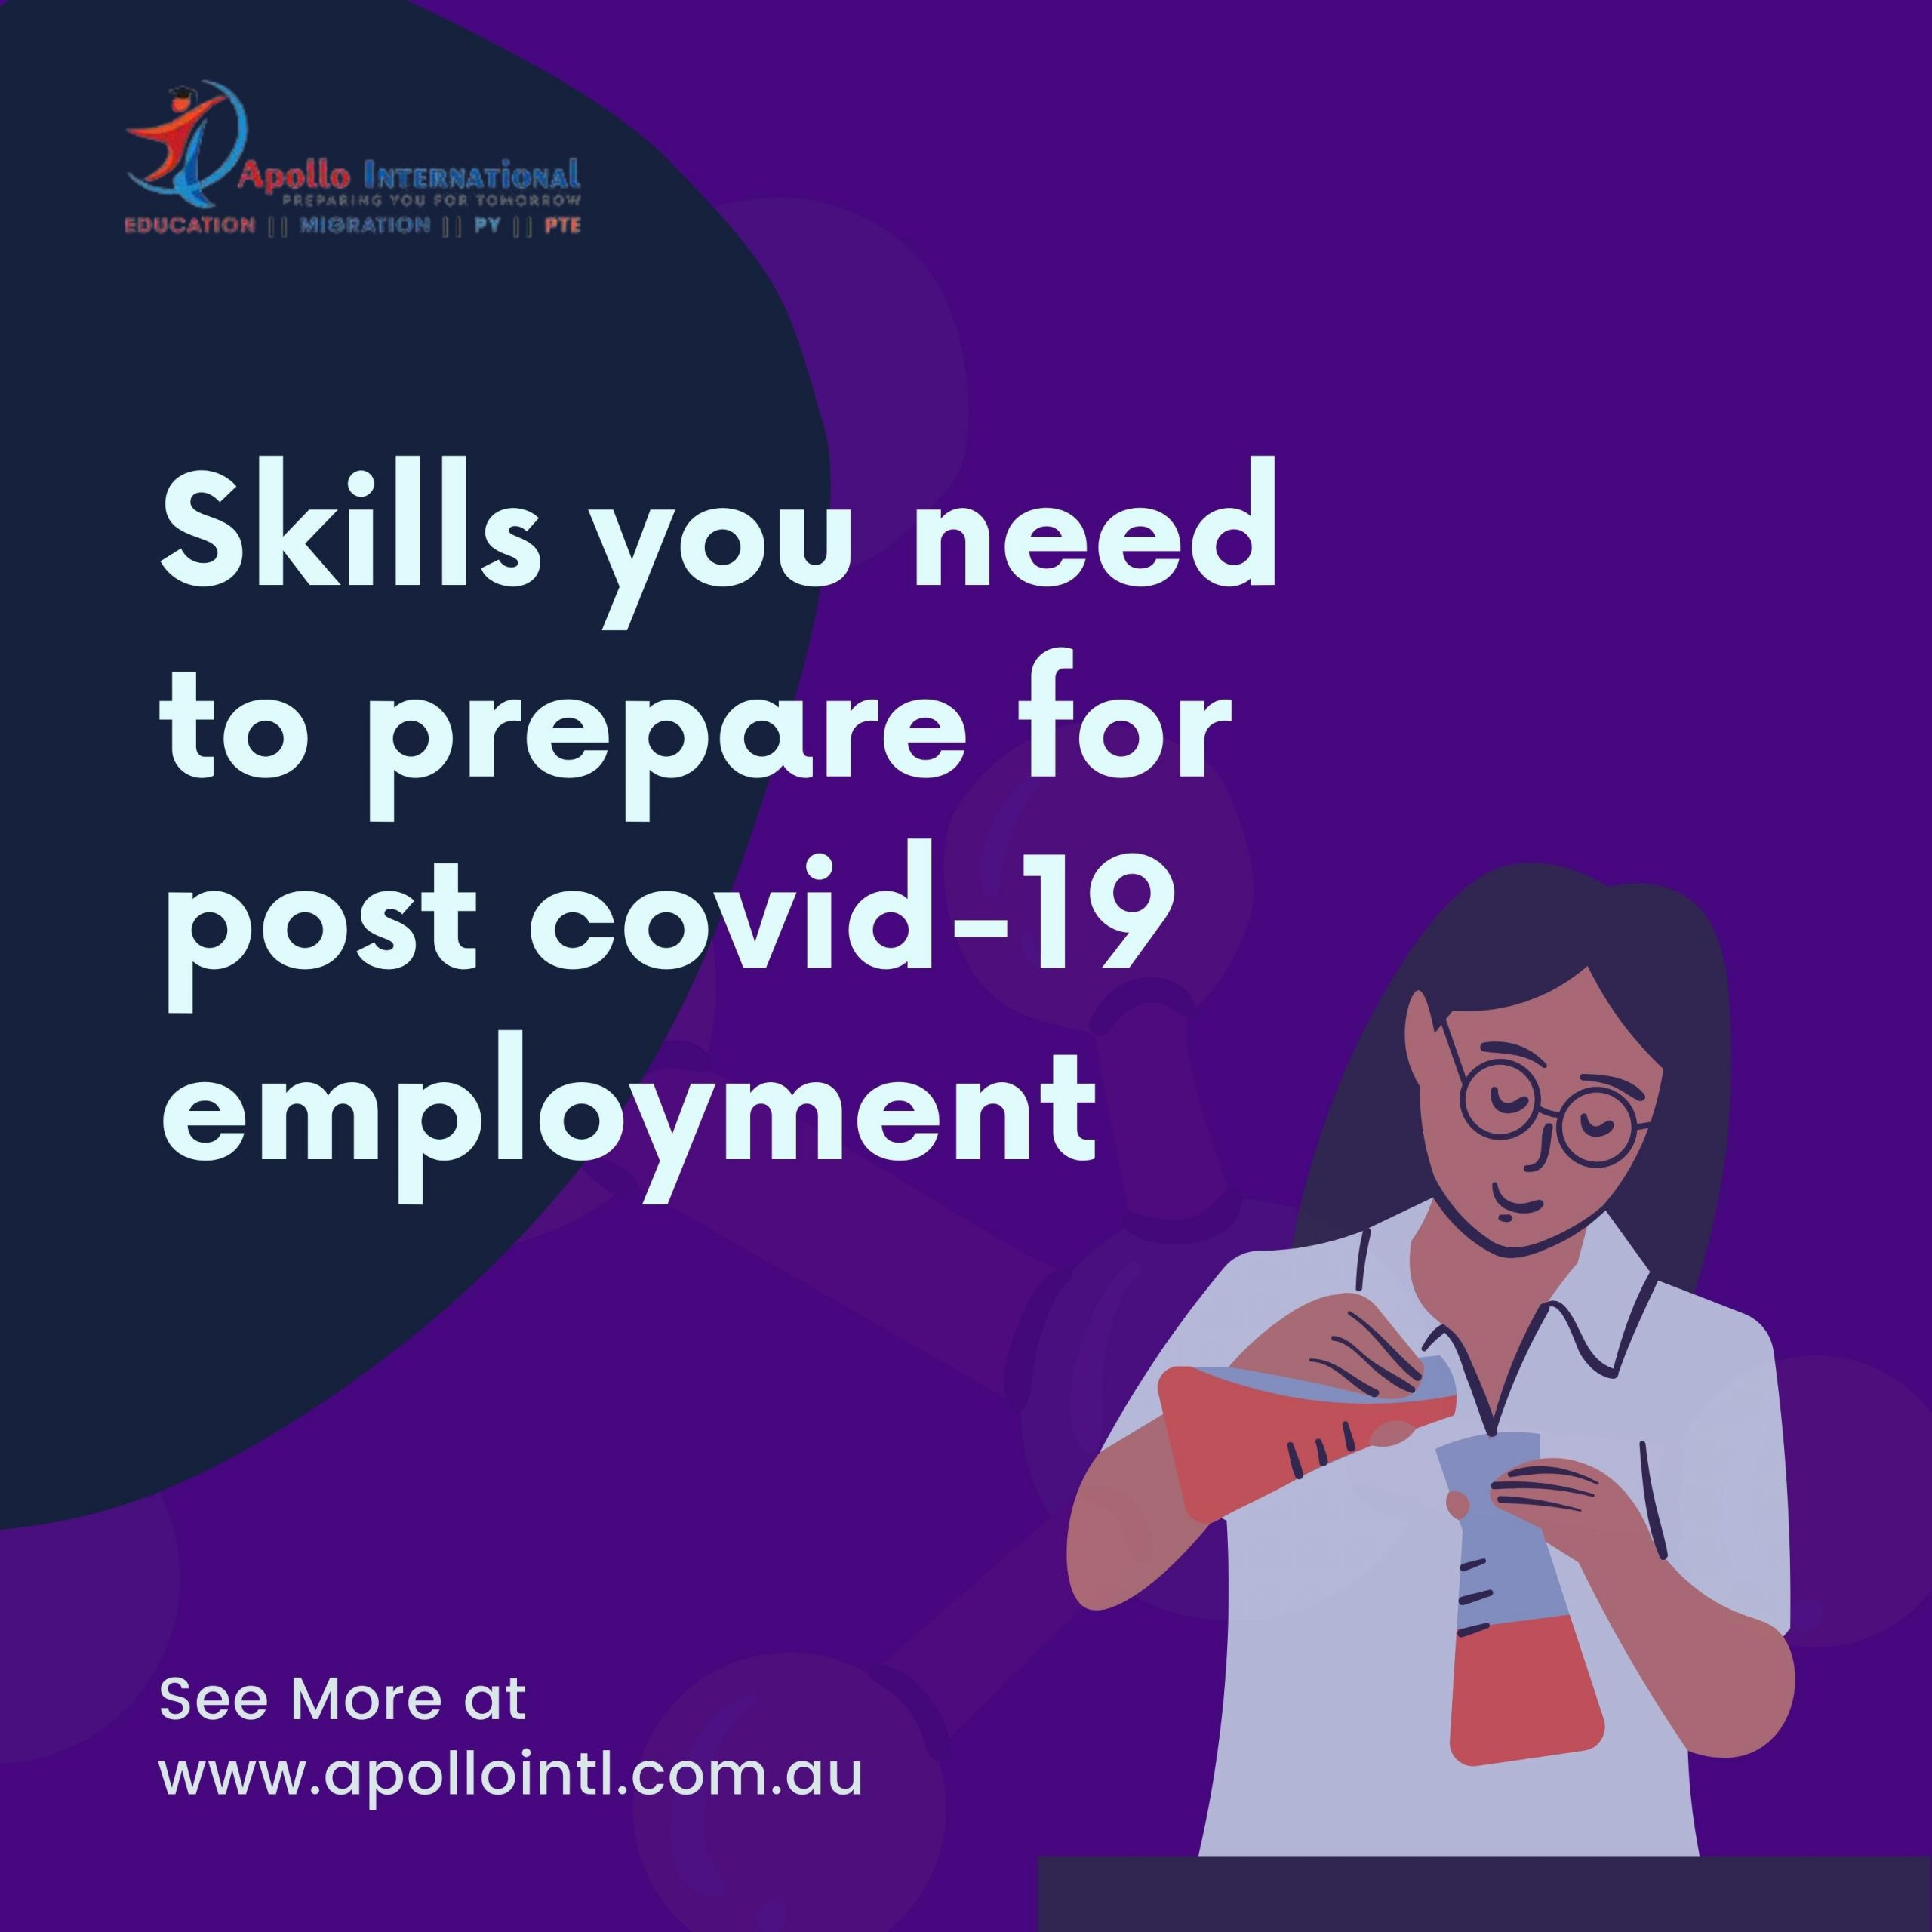 Apollo International
PREPARING YOU FOR TOMORROW
EDUCATION || MIGRATION || PY || PTE
Skills you need
to prepare for
post covid-19
employment
See More at
www.apollointl.com.au